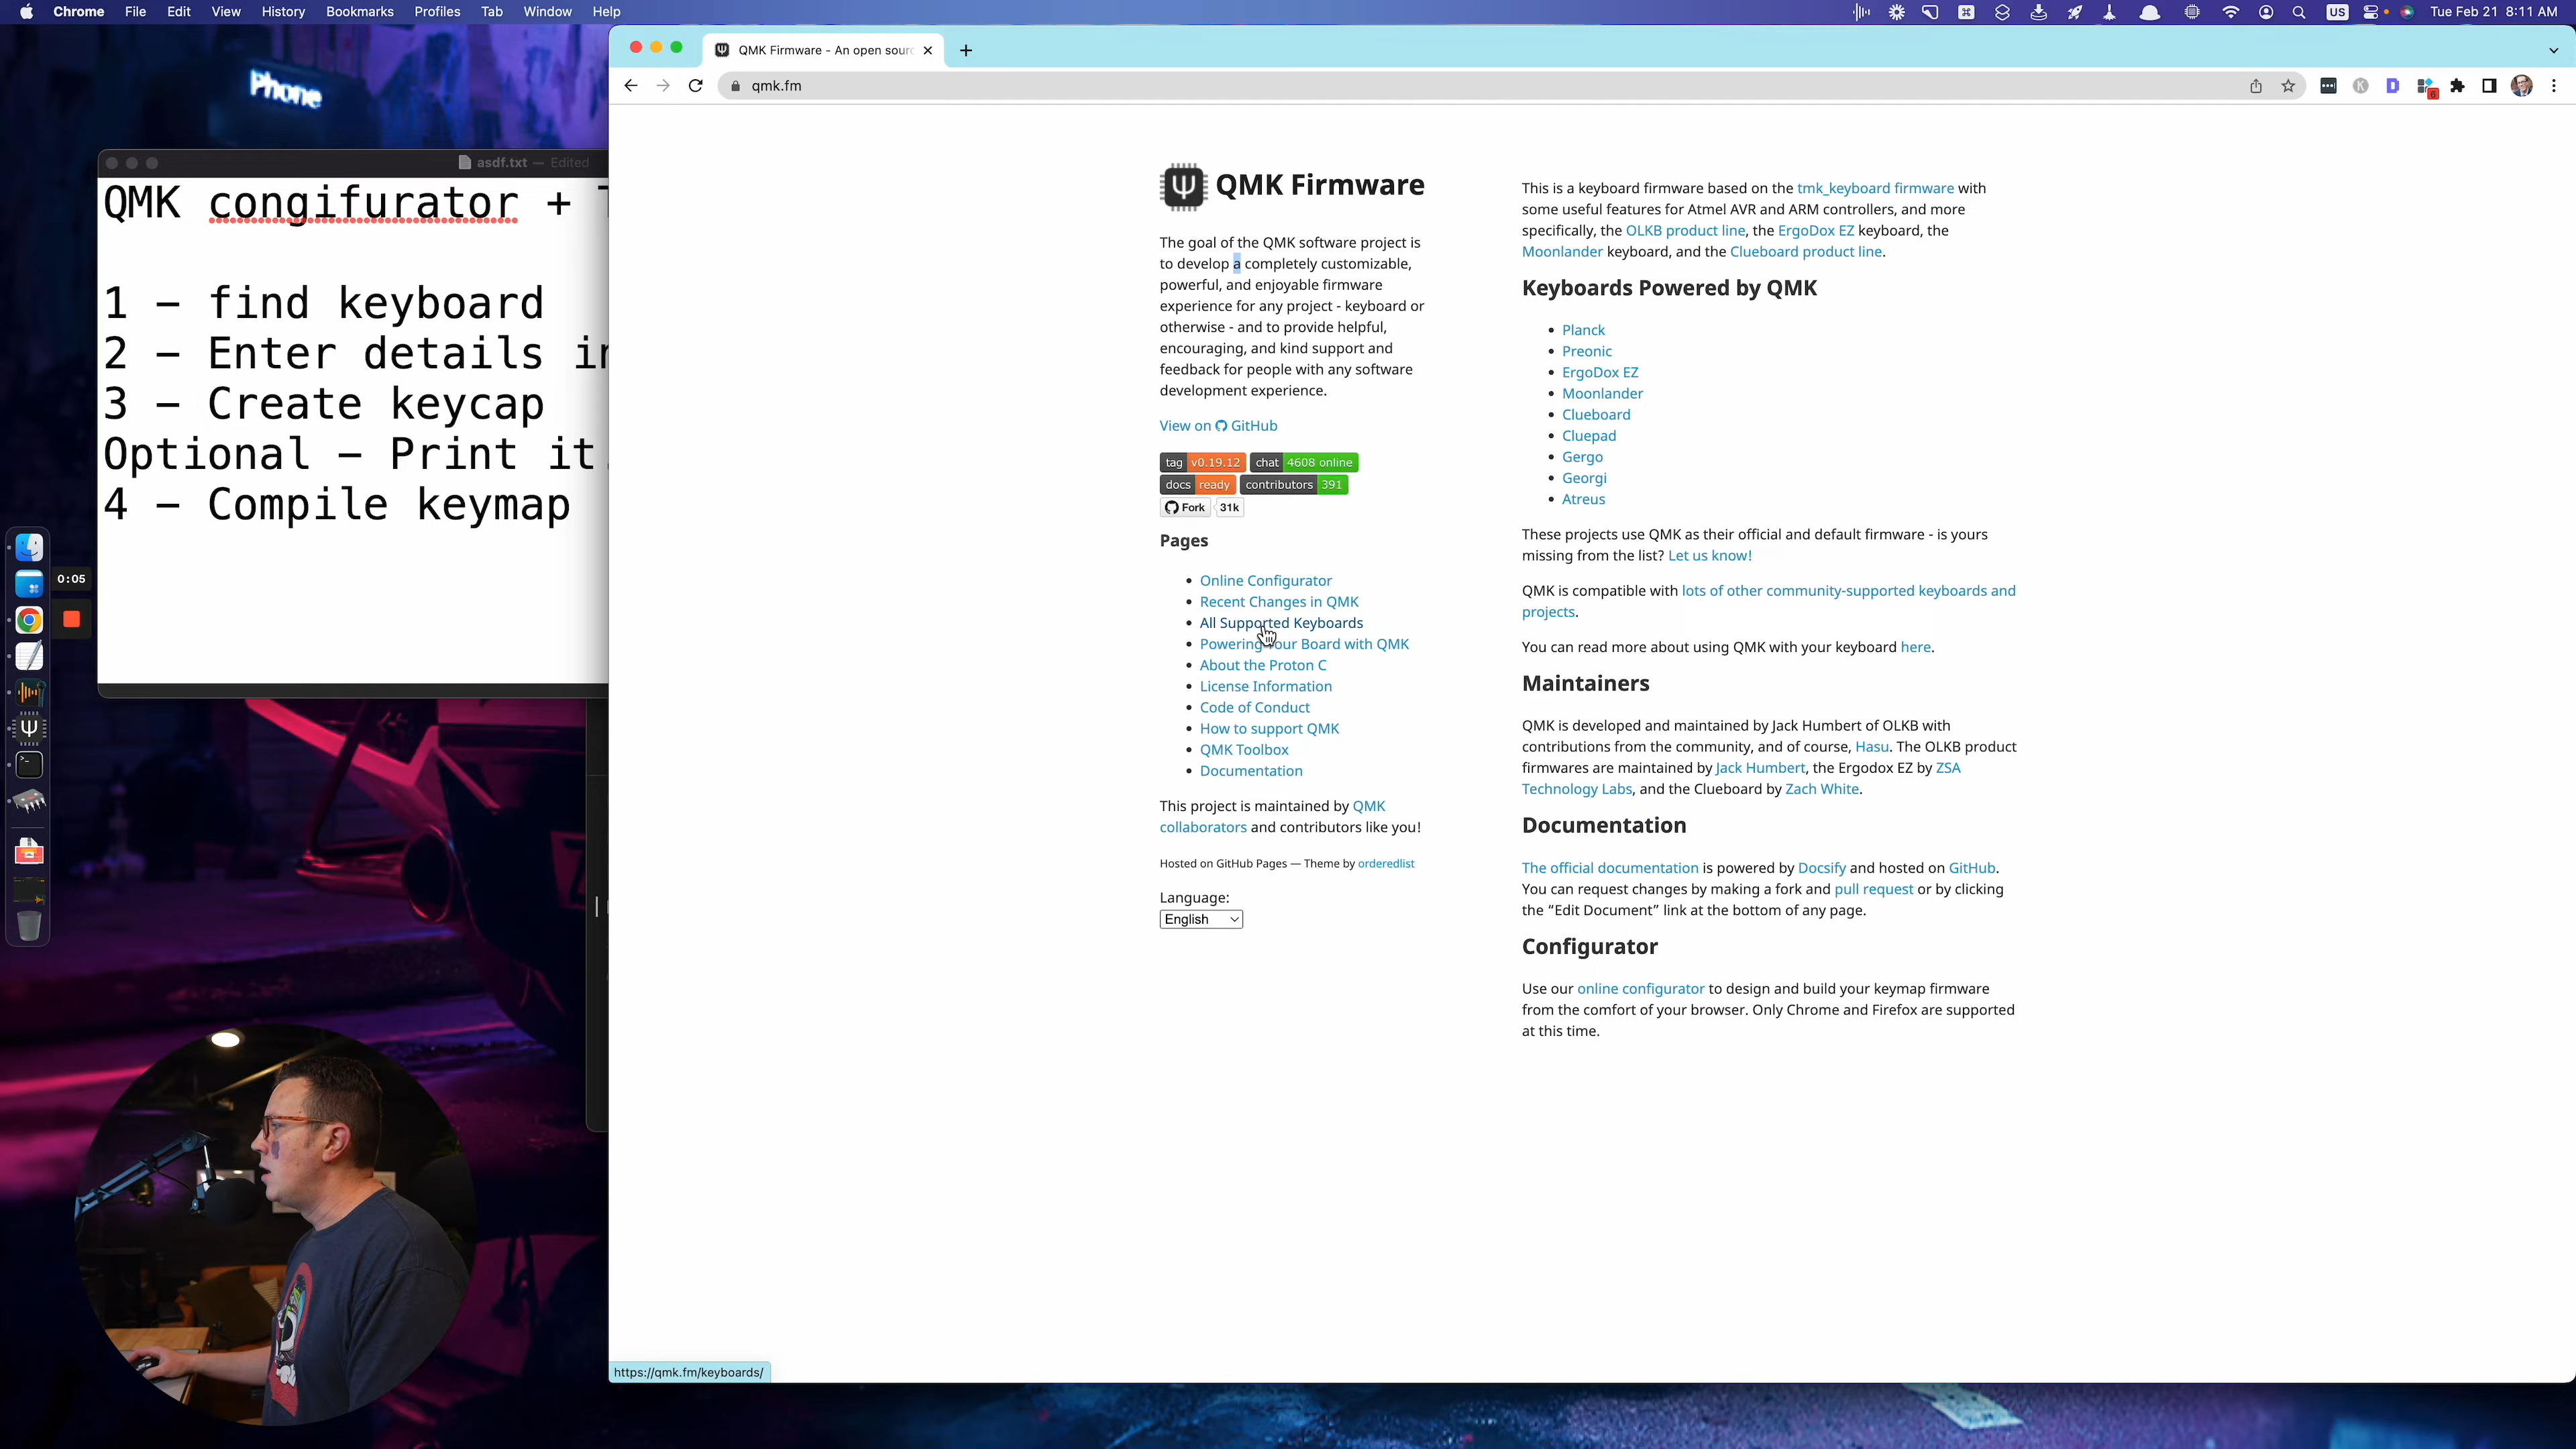 Chrome File Edit View History Bookmarks Profiles Tab Window Help
US Tue Feb 21 8:11 AM
Phone
QMK Firmware - An open sourc
qmk.fm
6
asdf.txt — Edited
QMK congifurator +
1 – find keyboard
2 – Enter details
3 – Create keycap
Optional – Print it
4 – Compile keymap
0:05
QMK Firmware
The goal of the QMK software project is
to develop a completely customizable,
powerful, and enjoyable firmware
experience for any project - keyboard or
otherwise - and to provide helpful,
encouraging, and kind support and
feedback for people with any software
development experience.
View on GitHub
tag v0.19.12 chat 4608 online
docs ready contributors 391
Fork 31k
Pages
• Online Configurator
• Recent Changes in QMK
• All Supported Keyboards
• Powering Your Board with QMK
• About the Proton C
• License Information
• Code of Conduct
• How to support QMK
• QMK Toolbox
• Documentation
This project is maintained by QMK
collaborators and contributors like you!
Hosted on GitHub Pages — Theme by orderedlist
Language:
English
This is a keyboard firmware based on the tmk_keyboard firmware with
some useful features for Atmel AVR and ARM controllers, and more
specifically, the OLKB product line, the ErgoDox EZ keyboard, the
Moonlander keyboard, and the Clueboard product line.
Keyboards Powered by QMK
• Planck
• Preonic
• ErgoDox EZ
• Moonlander
• Clueboard
• Cluepad
• Gergo
• Georgi
• Atreus
These projects use QMK as their official and default firmware - is yours
missing from the list? Let us know!
QMK is compatible with lots of other community-supported keyboards and
projects.
You can read more about using QMK with your keyboard here.
Maintainers
QMK is developed and maintained by Jack Humbert of OLKB with
contributions from the community, and of course, Hasu. The OLKB product
firmwares are maintained by Jack Humbert, the Ergodox EZ by ZSA
Technology Labs, and the Clueboard by Zach White.
Documentation
The official documentation is powered by Docsify and hosted on GitHub.
You can request changes by making a fork and pull request or by clicking
the “Edit Document” link at the bottom of any page.
Configurator
Use our online configurator to design and build your keymap firmware
from the comfort of your browser. Only Chrome and Firefox are supported
at this time.
https://qmk.fm/keyboards/